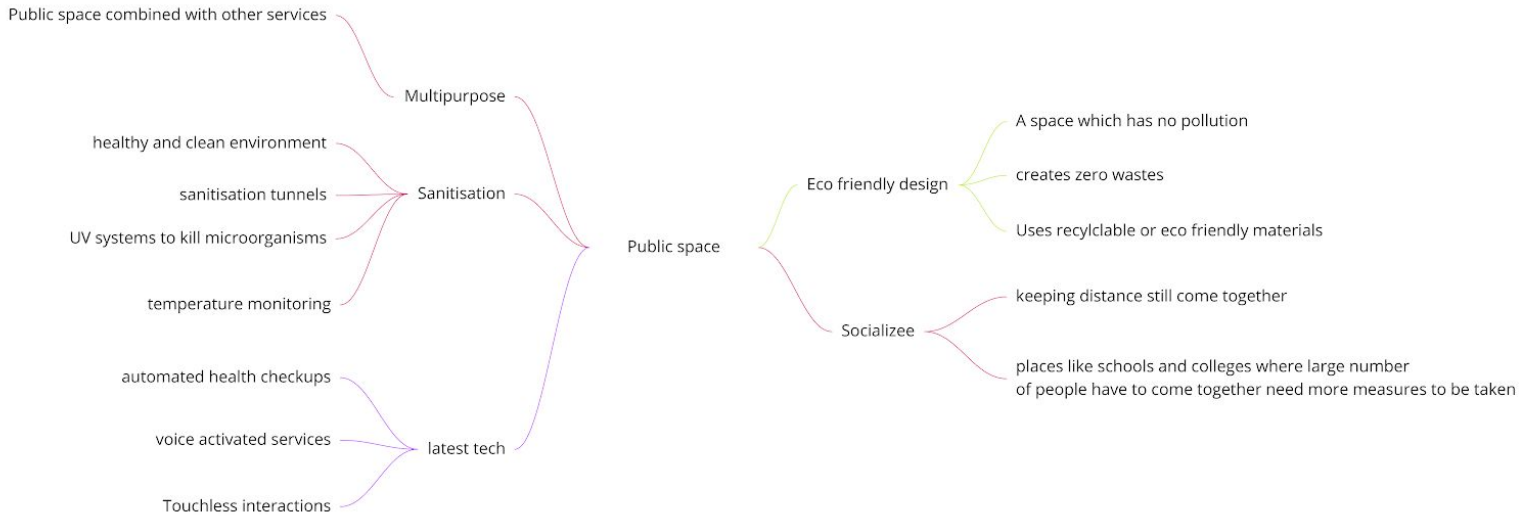 Public space combined with other services
Multipurpose
healthy and clean environment
sanitisation tunnels
Sanitisation
UV systems to kill microorganisms
temperature monitoring
automated health checkups
voice activated services
latest tech
Touchless interactions
Public space
A space which has no pollution
creates zero wastes
Eco friendly design
Uses recylclable or eco friendly materials
keeping distance still come together
Socializee
places like schools and colleges where large number
of people have to come together need more measures to be taken